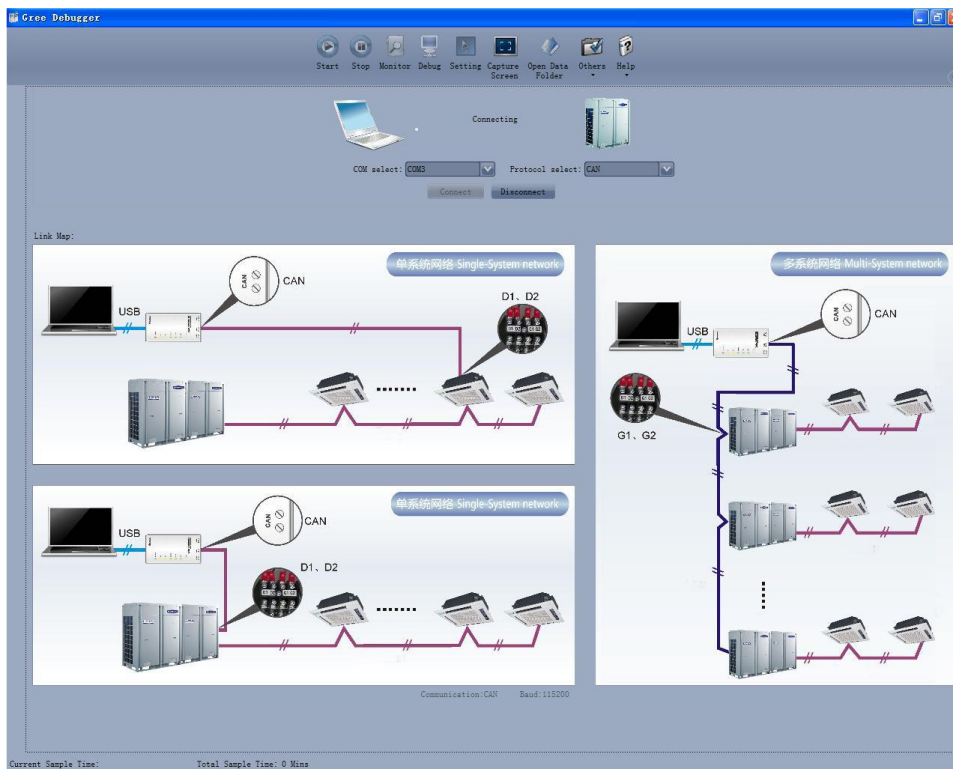 Gree Debugger
Start Stop Monitor Debug Setting Capture Screen Open Data Folder Others Help
Connecting
COM select: COM3 Protocol select: CAN
Connect Disconnect
Link Map:
单系统网络 Single-System network
CAN
CAN
USB
D1、D2
单系统网络 Single-System network
CAN
CAN
USB
D1、D2
多系统网络 Multi-System network
CAN
CAN
USB
G1、G2
Communication:CAN Baud:115200
Current Sample Time: Total Sample Time: 0 Mins